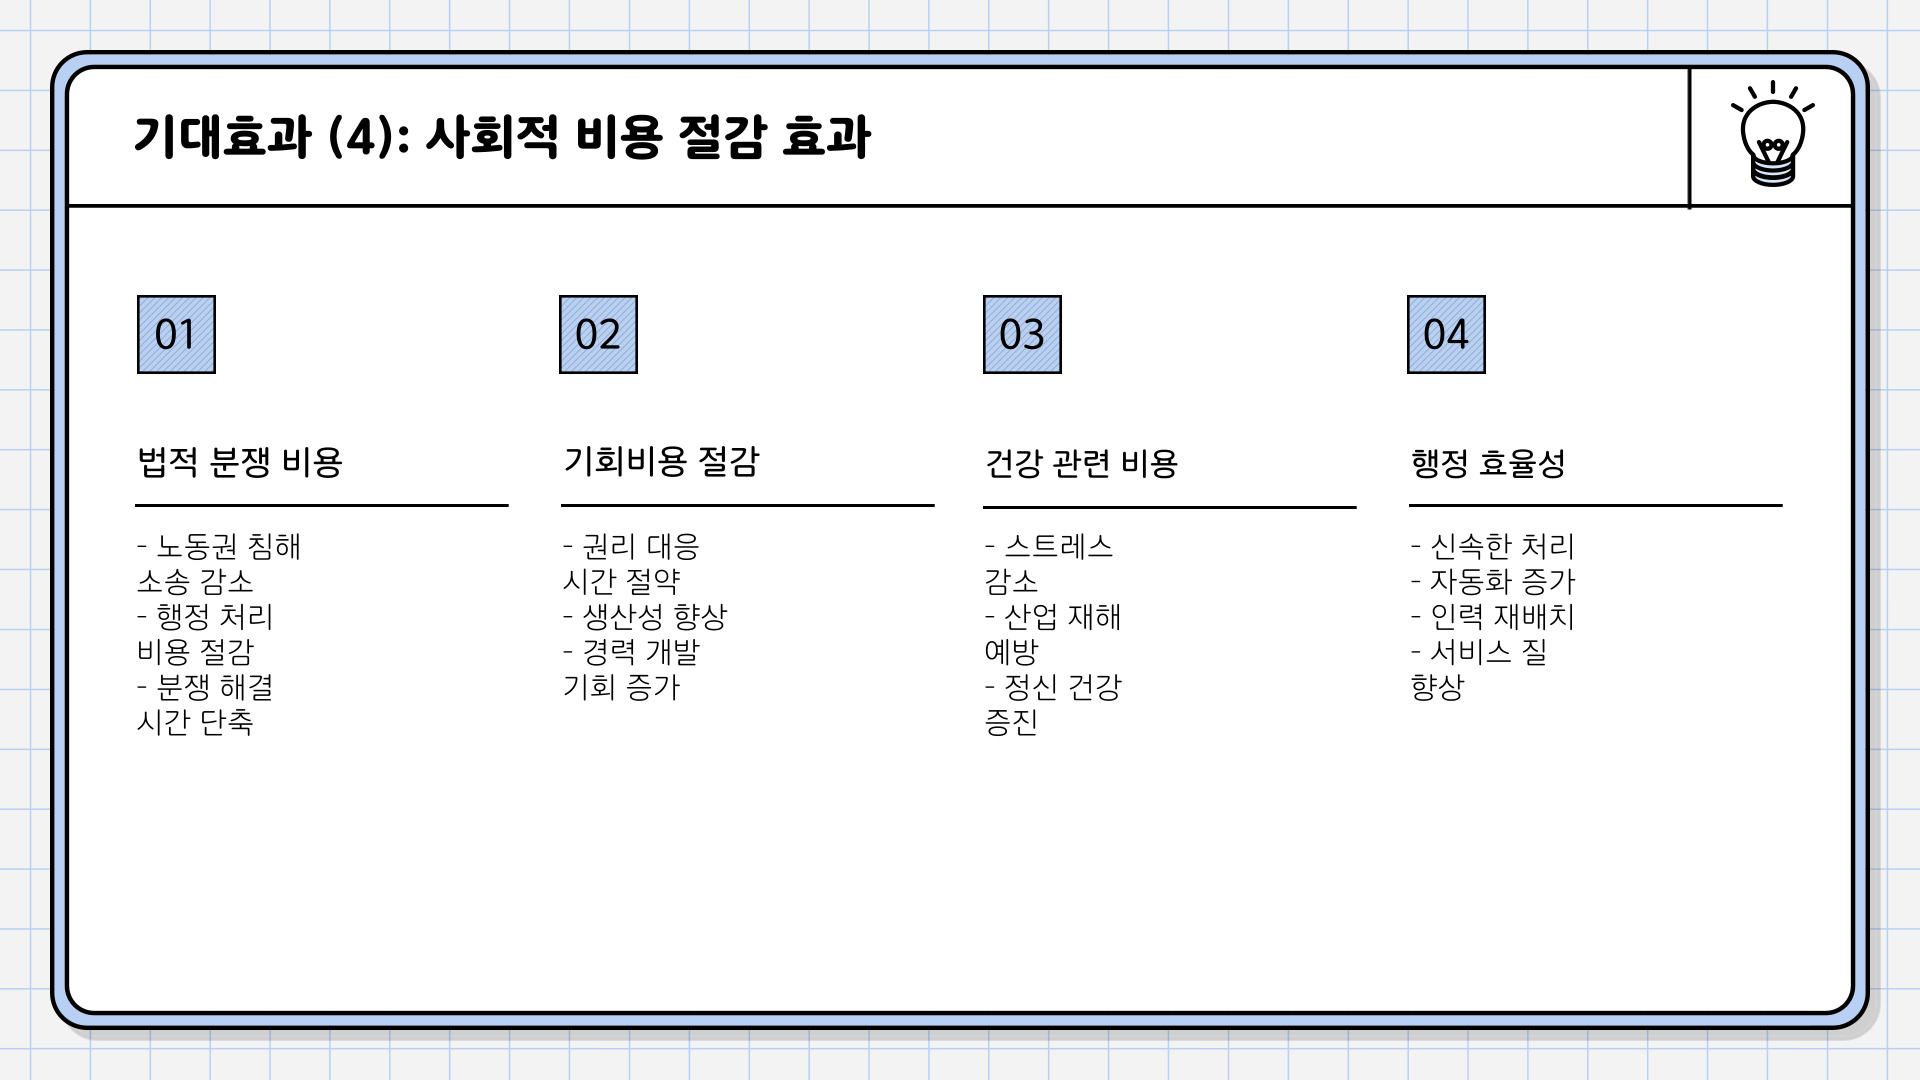 기대효과 (4): 사회적 비용 절감 효과
01
법적 분쟁 비용
- 노동권 침해
소송 감소
- 행정 처리
비용 절감
- 분쟁 해결
시간 단축
02
기회비용 절감
- 권리 대응
시간 절약
- 생산성 향상
- 경력 개발
기회 증가
03
건강 관련 비용
- 스트레스
감소
- 산업 재해
예방
- 정신 건강
증진
04
행정 효율성
- 신속한 처리
- 자동화 증가
- 인력 재배치
- 서비스 질
향상